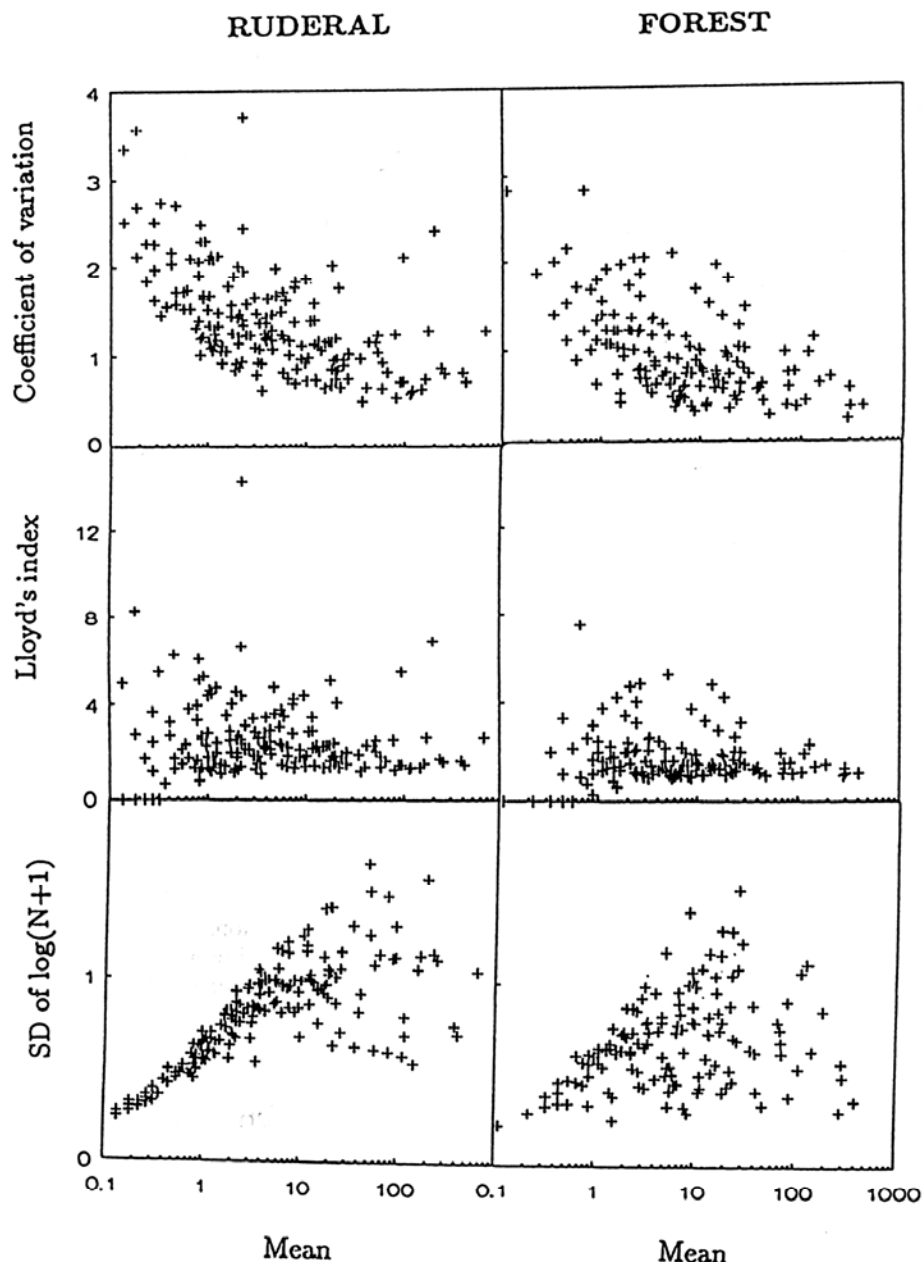 RUDERAL FOREST
4
3
2
1
0
Coefficient of variation
12
8
4
0
Lloyd's index
1
0
SD of log(N+1)
0.1 1 10 100 0.1 1 10 100 1000
Mean Mean